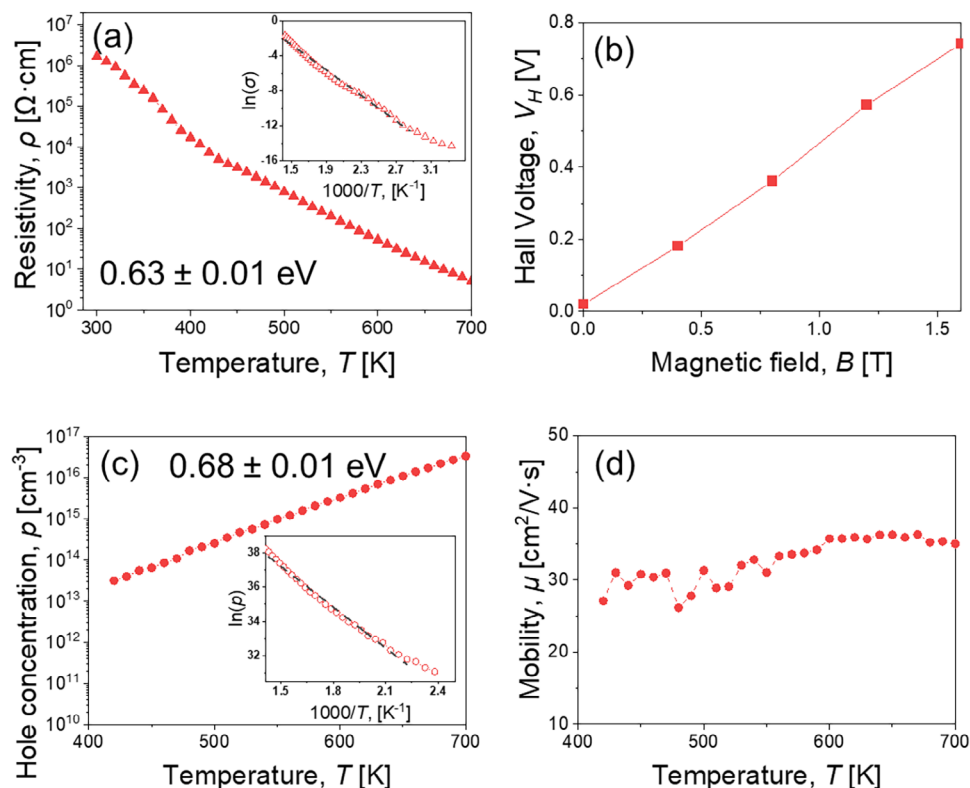 (a)
Resistivity, ρ [Ω·cm]
10⁷
10⁶
10⁵
10⁴
10³
10²
10¹
10⁰
0.63 ± 0.01 eV
300 400 500 600 700
Temperature, T [K]
ln(σ)
0
-4
-8
-12
-16
1.5 1.9 2.3 2.7 3.1
1000/T, [K⁻¹]
(b)
Hall Voltage, V_H [V]
0.8
0.6
0.4
0.2
0.0
0.0 0.5 1.0 1.5
Magnetic field, B [T]
(c)
0.68 ± 0.01 eV
Hole concentration, p [cm⁻³]
10¹⁷
10¹⁶
10¹⁵
10¹⁴
10¹³
10¹²
10¹¹
10¹⁰
400 500 600 700
Temperature, T [K]
ln(p)
38
36
34
32
1.5 1.8 2.1 2.4
1000/T, [K⁻¹]
(d)
Mobility, μ [cm²/V·s]
50
40
30
20
10
400 500 600 700
Temperature, T [K]